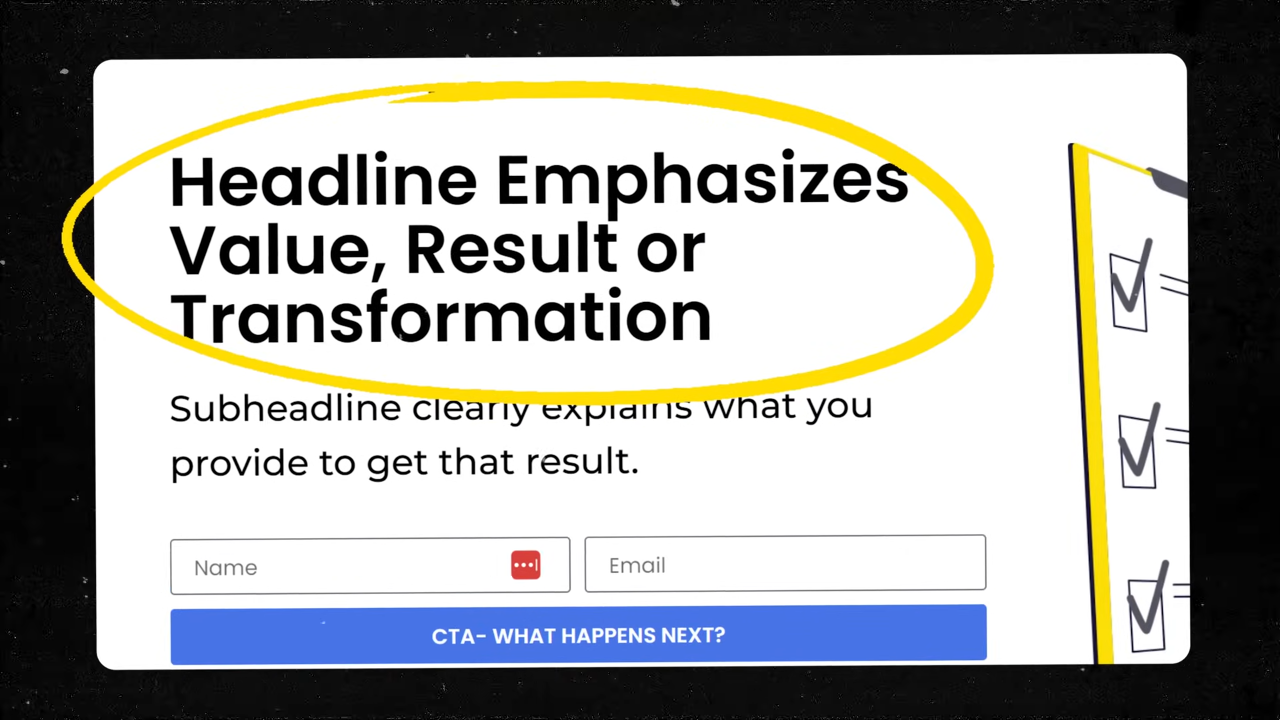 Headline Emphasizes
Value, Result or
Transformation
Subheadline clearly explains what you
provide to get that result.
Name
Email
CTA- WHAT HAPPENS NEXT?